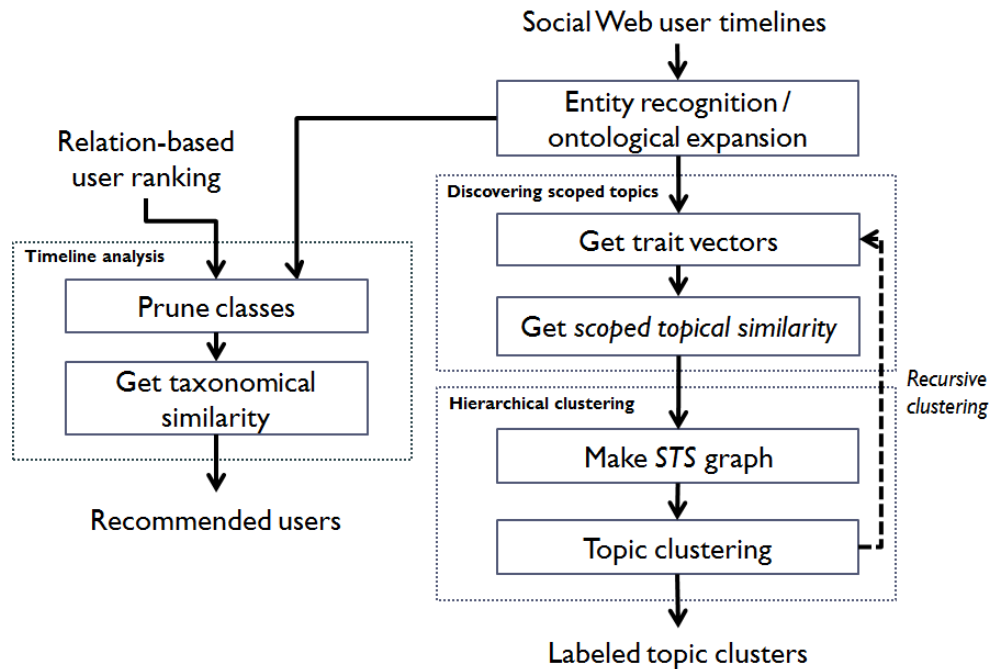 Social Web user timelines
Entity recognition /
ontological expansion
Relation-based
user ranking
Discovering scoped topics
Get trait vectors
Timeline analysis
Prune classes
Get scoped topical similarity
Get taxonomical
similarity
Recursive
clustering
Hierarchical clustering
Make STS graph
Recommended users
Topic clustering
Labeled topic clusters